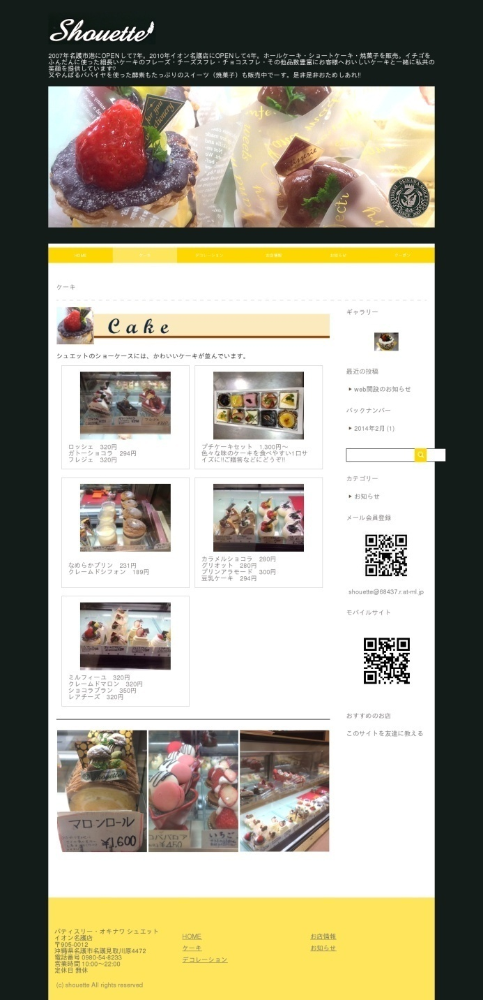 Shouette
2007年名護市港にOPENして7年。2010年イオン名護店にOPENして4年。ホールケーキ・ショートケーキ・焼菓子を販売。イチゴを
ふんだんに使った細長いケーキのフレーズ・チーズスフレ・チョコスフレ・その他品数豊富にお客様へおいしいケーキと一緒に私共の
笑顔を提供しています♡
又やんばるパパイヤを使った酵素もたっぷりのスイーツ（焼菓子）も販売中でーす。是非是非おためしあれ!!
for you
HOME
ケーキ
デコレーション
お店情報
お知らせ
クーポン
ケーキ
Cake
シュエットのショーケースには、かわいいケーキが並んでいます。
ロッシェ　320円
ガトーショコラ　294円
フレジェ　320円
プチケーキセット　1,300円～
色々な味のケーキを食べやすい1口サ
イズに!!ご贈答などにどうぞ!!
なめらかプリン　231円
クレームドシフォン　189円
カラメルショコラ　280円
グリオット　280円
プリンアラモード　300円
豆乳ケーキ　294円
ミルフィーユ　320円
クレームドマロン　320円
ショコラブラン　350円
レアチーズ　320円
Shouette
マロンロール
¥1,600
ババロア
¥450
いちご
ギャラリー
最近の投稿
web開設のお知らせ
バックナンバー
2014年2月 (1)
カテゴリー
お知らせ
メール会員登録
shouette@68437.r.at-ml.jp
モバイルサイト
おすすめのお店
このサイトを友達に教える
パティスリー・オキナワ シュエット
イオン名護店
〒905-0012
沖縄県名護市名護見取川原4472
電話番号 0980-54-8233
営業時間 10:00～22:00
定休日 無休
(c) shouette All rights reserved
HOME
ケーキ
デコレーション
お店情報
お知らせ